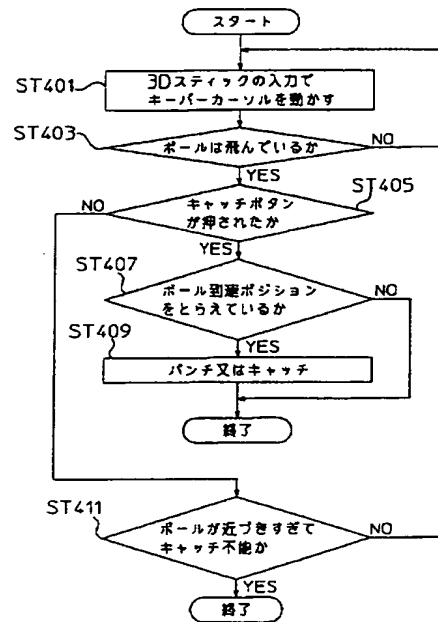 スタート
ST401
3Dスティックの入力で
キーパーカーソルを動かす
ST403
ボールは飛んでいるか
NO
YES
ST405
NO
キャッチボタン
が押されたか
YES
ST407
ボール到達ポジション
をとらえているか
NO
YES
ST409
パンチ又はキャッチ
終了
ST411
ボールが近づきすぎて
キャッチ不能か
NO
YES
終了